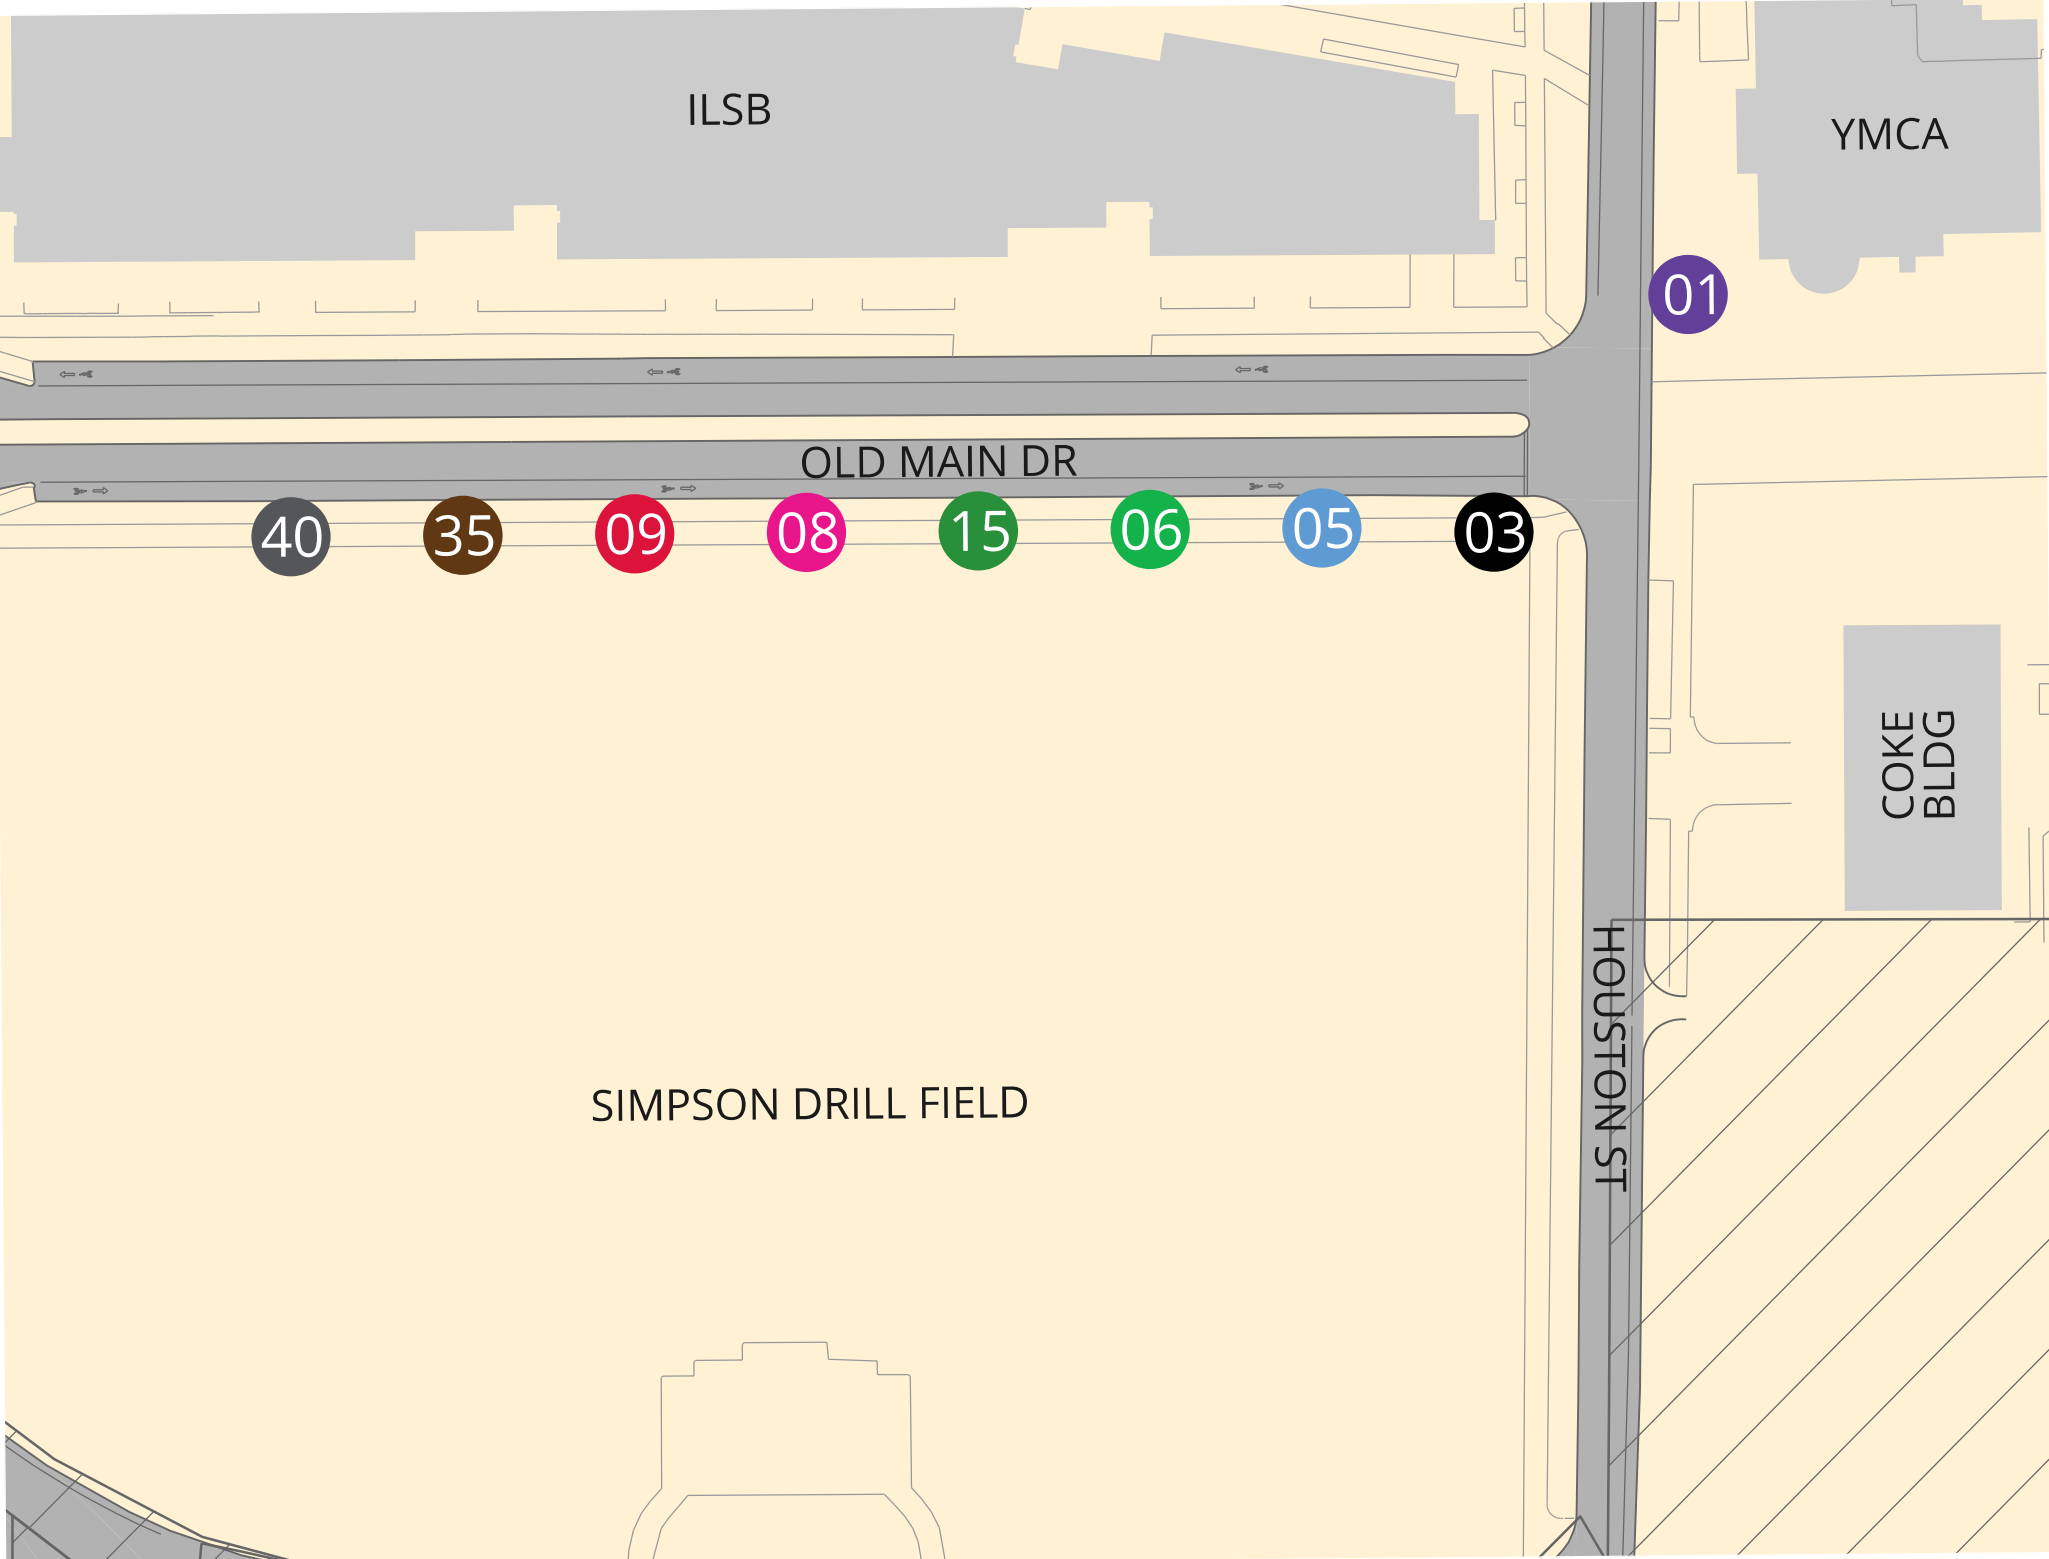 ILSB
YMCA
01
OLD MAIN DR
40
35
09
08
15
06
05
03
COKE
BLDG
HOUSTON ST
SIMPSON DRILL FIELD